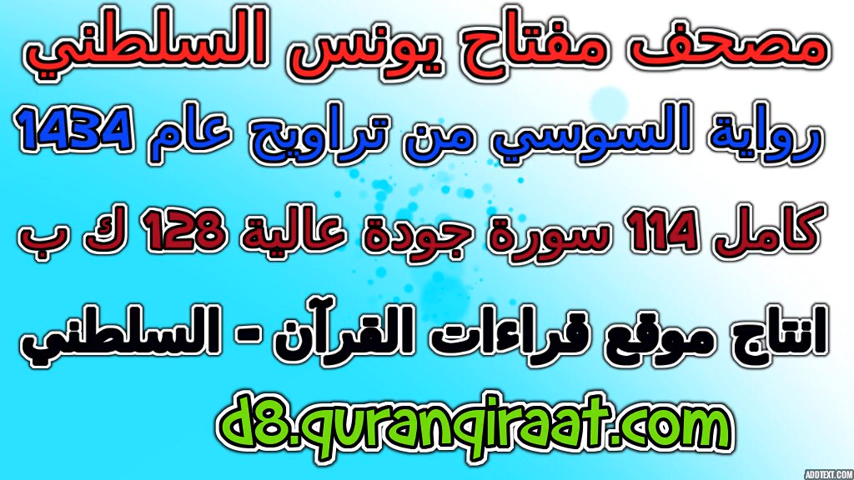 مصحف مفتاح يونس السلطني
رواية السوسي من تراويح عام 1434
كامل 114 سورة جودة عالية 128 ك ب
انتاج موقع قراءات القرآن - السلطني
d8.quranqiraat.com
ADDTEXT.COM